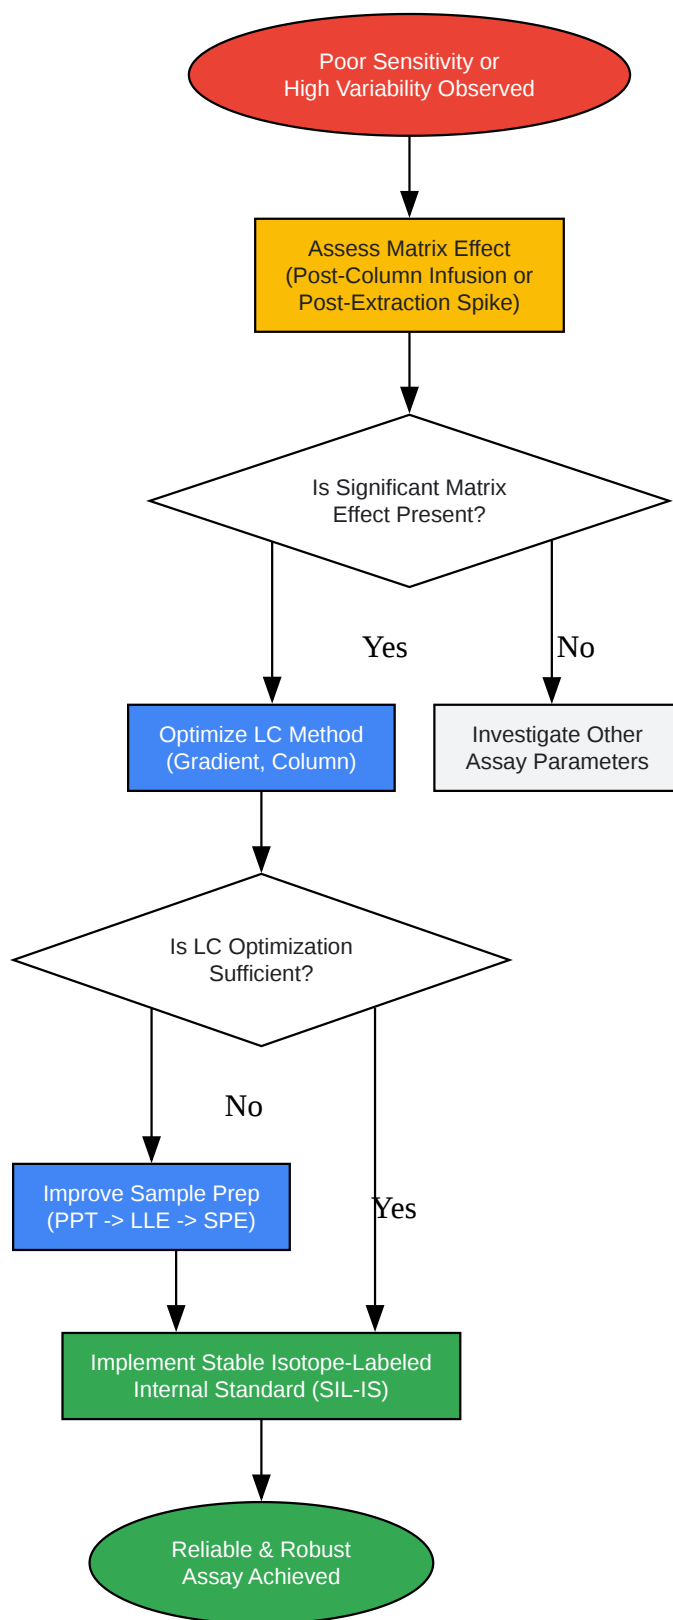 Poor Sensitivity or
High Variability Observed
Assess Matrix Effect
(Post-Column Infusion or
Post-Extraction Spike)
Is Significant Matrix
Effect Present?
Yes
No
Optimize LC Method
(Gradient, Column)
Investigate Other
Assay Parameters
Is LC Optimization
Sufficient?
No
Improve Sample Prep
(PPT -> LLE -> SPE)
Yes
Implement Stable Isotope-Labeled
Internal Standard (SIL-IS)
Reliable & Robust
Assay Achieved